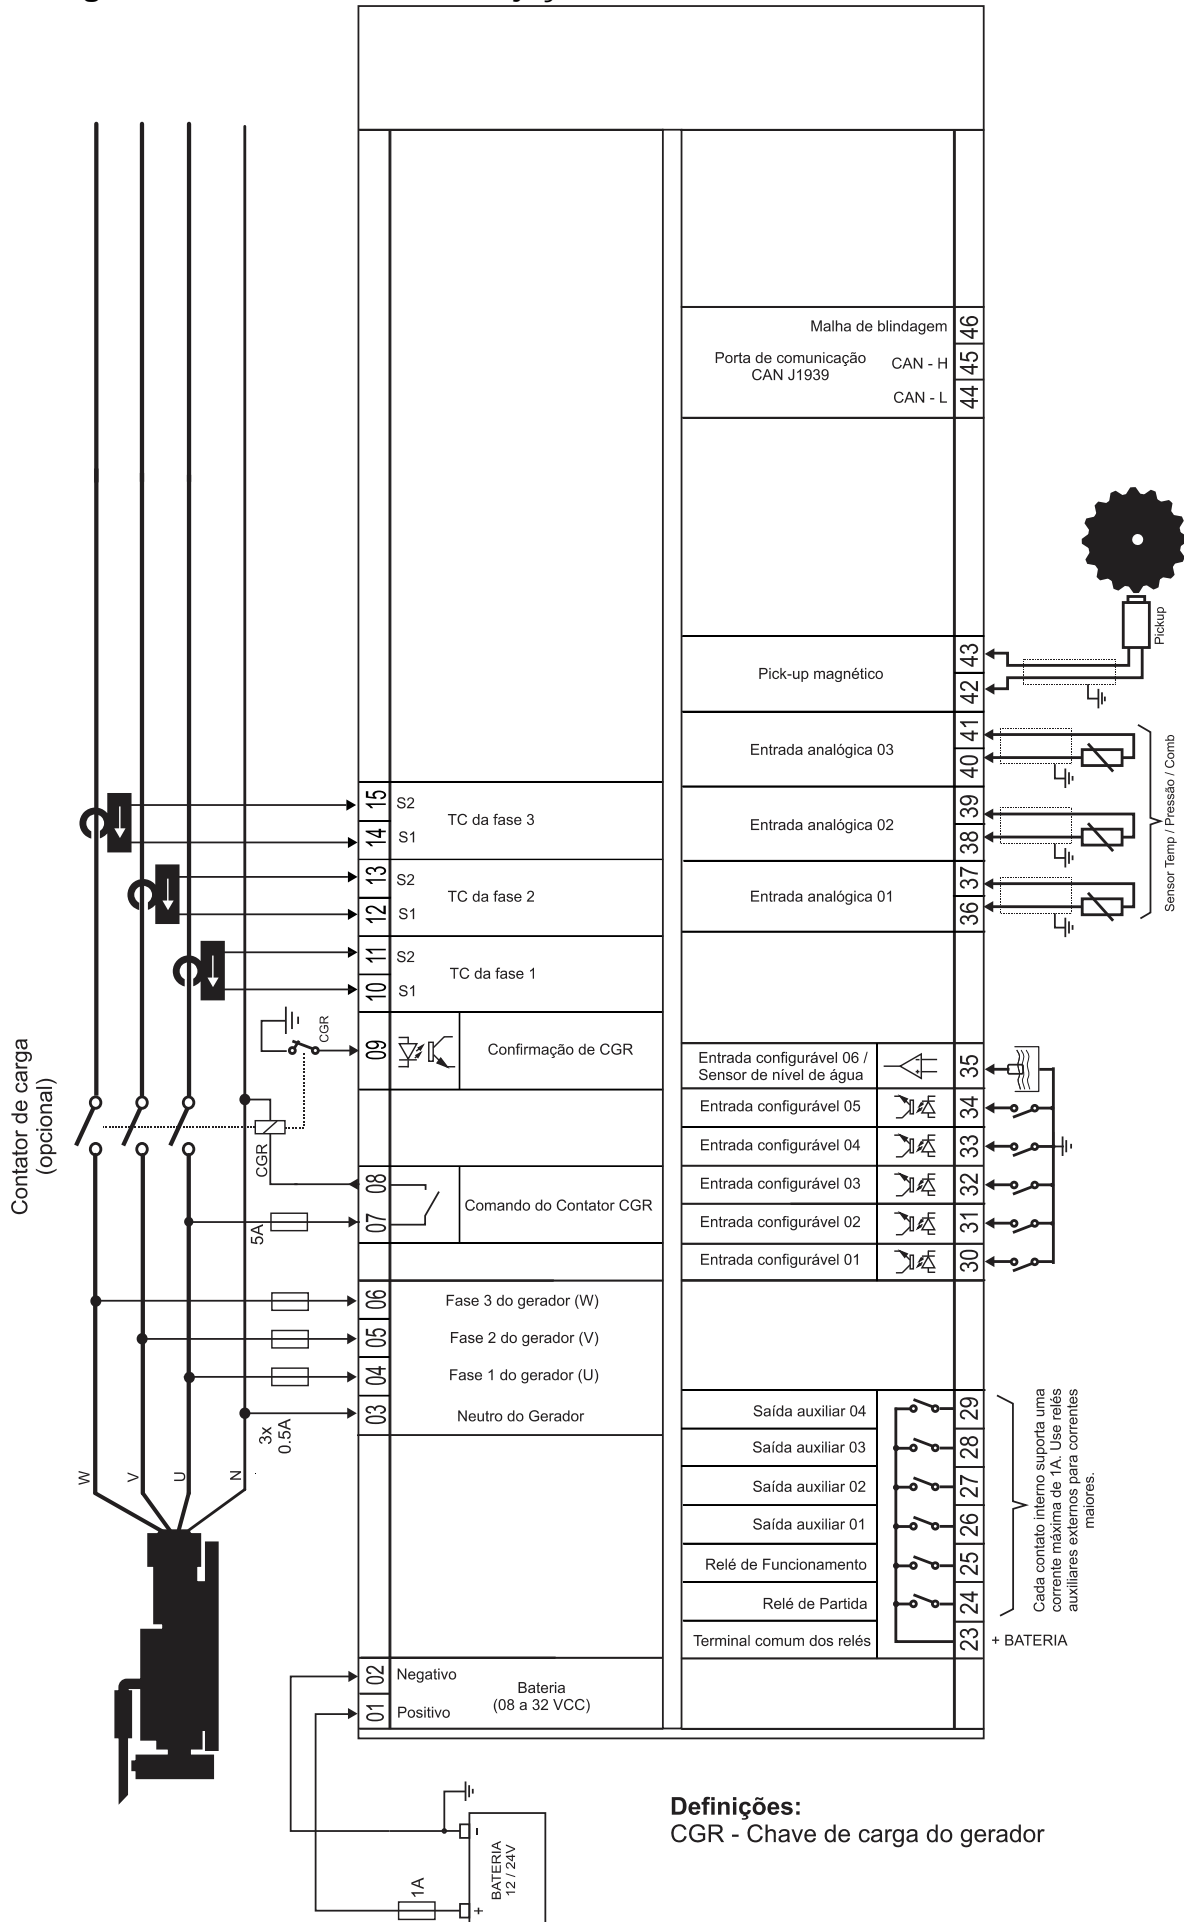 Malha de blindagem
46
Porta de comunicação
CAN J1939
CAN - H
45
CAN - L
44
Pickup
Pick-up magnético
43
42
Entrada analógica 03
41
40
Entrada analógica 02
39
38
Entrada analógica 01
37
36
Sensor Temp / Pressão / Comb
15
S2
TC da fase 3
14
S1
13
S2
TC da fase 2
12
S1
11
S2
TC da fase 1
10
S1
CGR
09
Confirmação de CGR
Contator de carga
(opcional)
CGR
08
07
Comando do Contator CGR
5A
06
Fase 3 do gerador (W)
05
Fase 2 do gerador (V)
04
Fase 1 do gerador (U)
03
Neutro do Gerador
3x
0.5A
W
V
U
N
Entrada configurável 06 /
Sensor de nível de água
35
Entrada configurável 05
34
Entrada configurável 04
33
Entrada configurável 03
32
Entrada configurável 02
31
Entrada configurável 01
30
Saída auxiliar 04
29
Saída auxiliar 03
28
Saída auxiliar 02
27
Saída auxiliar 01
26
Relé de Funcionamento
25
Relé de Partida
24
Terminal comum dos relés
23
+ BATERIA
Cada contato interno suporta uma
corrente máxima de 1A. Use relés
auxiliares externos para correntes
maiores.
02
Negativo
01
Positivo
Bateria
(08 a 32 VCC)
-
BATERIA
12 / 24V
+
1A
Definições:
CGR - Chave de carga do gerador